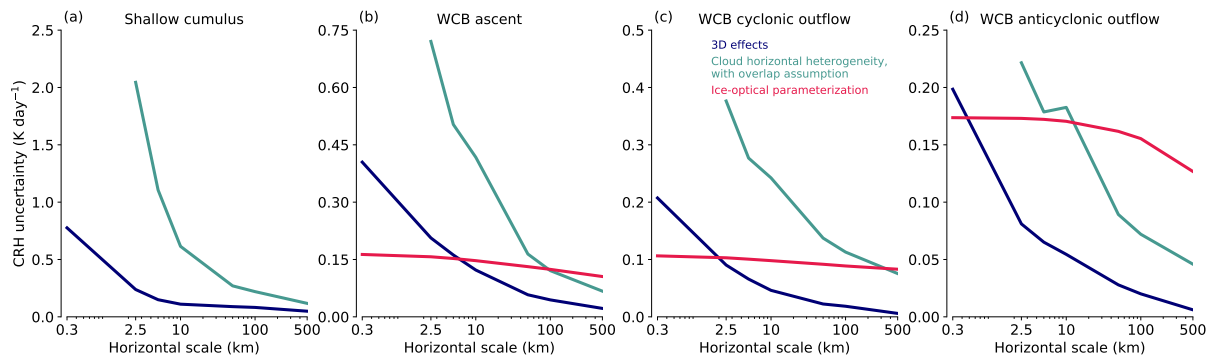 (a) Shallow cumulus
2.5
2.0
1.5
1.0
0.5
0.0
CRH uncertainty (K day⁻¹)
0.3 2.5 10 100 500
Horizontal scale (km)
(b) WCB ascent
0.75
0.60
0.45
0.30
0.15
0.00
0.3 2.5 10 100 500
Horizontal scale (km)
(c) WCB cyclonic outflow
0.5
0.4
0.3
0.2
0.1
0.0
3D effects
Cloud horizontal heterogeneity,
with overlap assumption
Ice-optical parameterization
0.3 2.5 10 100 500
Horizontal scale (km)
(d) WCB anticyclonic outflow
0.25
0.20
0.15
0.10
0.05
0.00
0.3 2.5 10 100 500
Horizontal scale (km)